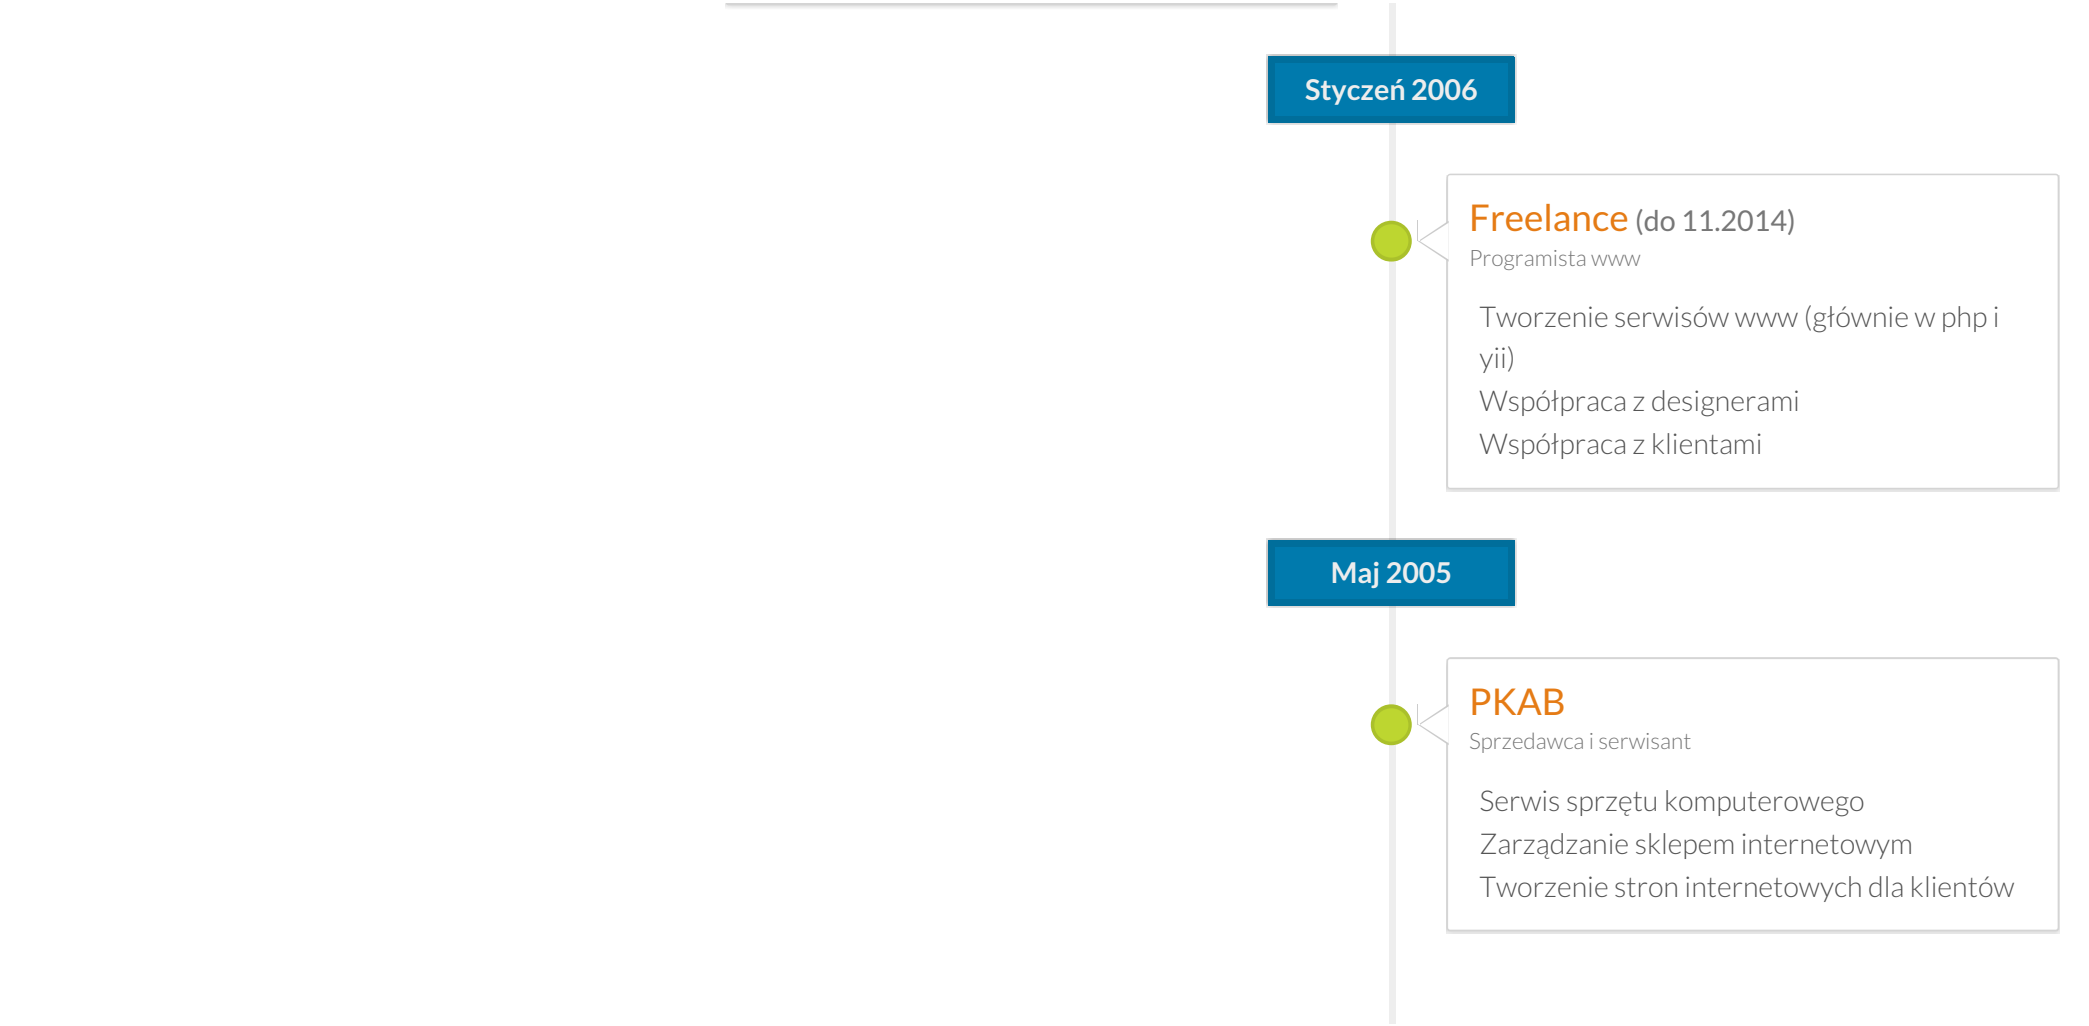 Styczeń 2006
Freelance (do 11.2014)
Programista www
Tworzenie serwisów www (głównie w php i
yii)
Współpraca z designerami
Współpraca z klientami
Maj 2005
PKAB
Sprzedawca i serwisant
Serwis sprzętu komputerowego
Zarządzanie sklepem internetowym
Tworzenie stron internetowych dla klientów